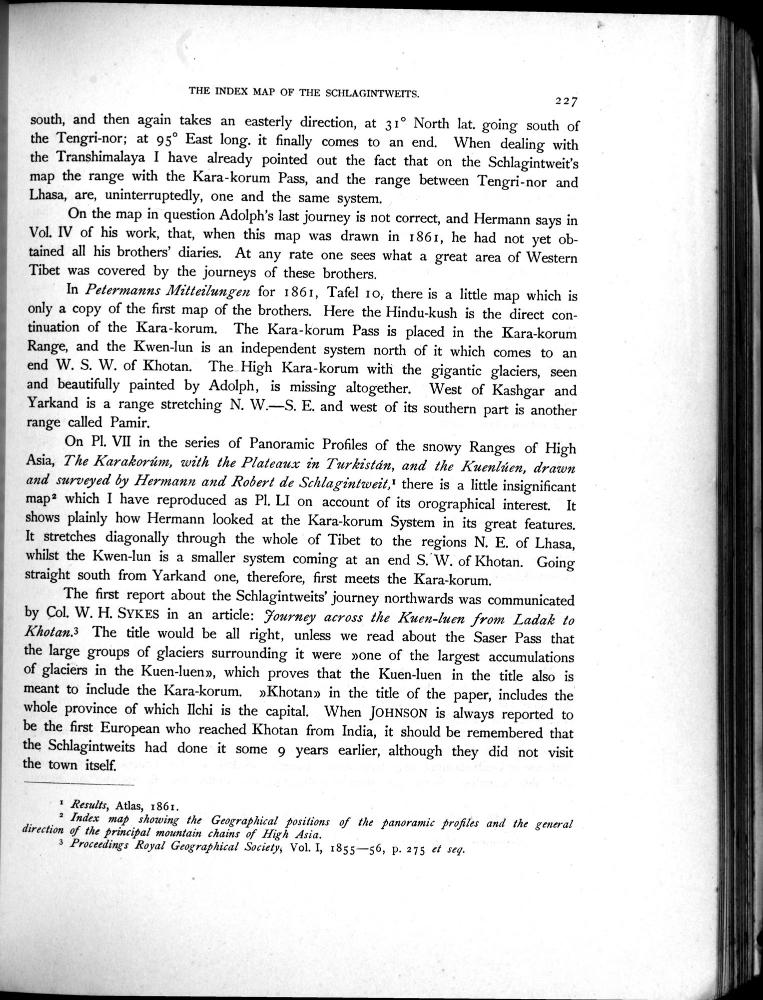 THE INDEX MAP OF THE SCHLAGINTWEITS.
227
south, and then again takes an easterly direction, at 31° North lat. going south of
the Tengri-nor; at 95° East long. it finally comes to an end. When dealing with
the Transhimalaya I have already pointed out the fact that on the Schlagintweit's
map the range with the Kara-korum Pass, and the range between Tengri-nor and
Lhasa, are, uninterruptedly, one and the same system.
On the map in question Adolph's last journey is not correct, and Hermann says in
Vol. IV of his work, that, when this map was drawn in 1861, he had not yet ob-
tained all his brothers' diaries. At any rate one sees what a great area of Western
Tibet was covered by the journeys of these brothers.
In Petermanns Mitteilungen for 1861, Tafel 10, there is a little map which is
only a copy of the first map of the brothers. Here the Hindu-kush is the direct con-
tinuation of the Kara-korum. The Kara-korum Pass is placed in the Kara-korum
Range, and the Kwen-lun is an independent system north of it which comes to an
end W. S. W. of Khotan. The High Kara-korum with the gigantic glaciers, seen
and beautifully painted by Adolph, is missing altogether. West of Kashgar and
Yarkand is a range stretching N. W.—S. E. and west of its southern part is another
range called Pamir.
On Pl. VII in the series of Panoramic Profiles of the snowy Ranges of High
Asia, The Karakorúm, with the Plateaux in Turkistán, and the Kuenlúen, drawn
and surveyed by Hermann and Robert de Schlagintweit,¹ there is a little insignificant
map² which I have reproduced as Pl. LI on account of its orographical interest. It
shows plainly how Hermann looked at the Kara-korum System in its great features.
It stretches diagonally through the whole of Tibet to the regions N. E. of Lhasa,
whilst the Kwen-lun is a smaller system coming at an end S. W. of Khotan. Going
straight south from Yarkand one, therefore, first meets the Kara-korum.
The first report about the Schlagintweits' journey northwards was communicated
by Col. W. H. SYKES in an article: Journey across the Kuen-luen from Ladak to
Khotan.³ The title would be all right, unless we read about the Saser Pass that
the large groups of glaciers surrounding it were »one of the largest accumulations
of glaciers in the Kuen-luen», which proves that the Kuen-luen in the title also is
meant to include the Kara-korum. »Khotan» in the title of the paper, includes the
whole province of which Ilchi is the capital. When JOHNSON is always reported to
be the first European who reached Khotan from India, it should be remembered that
the Schlagintweits had done it some 9 years earlier, although they did not visit
the town itself.
¹ Results, Atlas, 1861.
² Index map showing the Geographical positions of the panoramic profiles and the general
direction of the principal mountain chains of High Asia.
³ Proceedings Royal Geographical Society, Vol. I, 1855—56, p. 275 et seq.